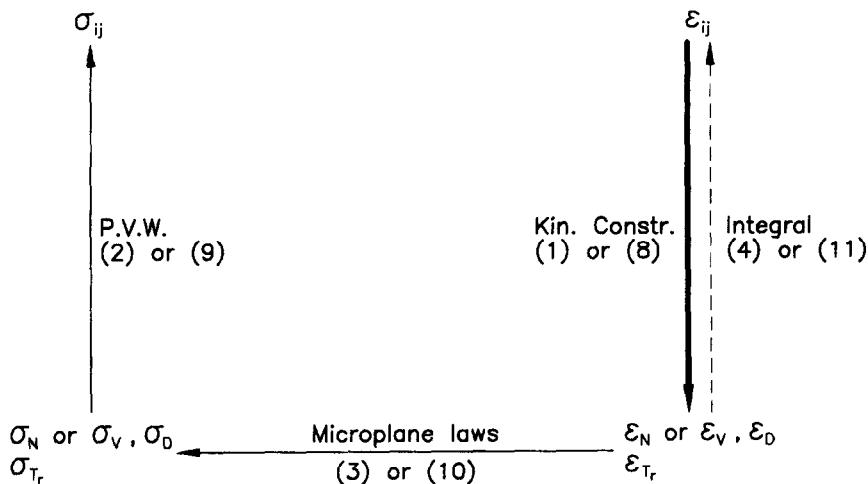 σij
εij
P.V.W.
(2) or (9)
Kin. Constr.
(1) or (8)
Integral
(4) or (11)
σN or σV , σD
σTr
Microplane laws
(3) or (10)
εN or εV , εD
εTr